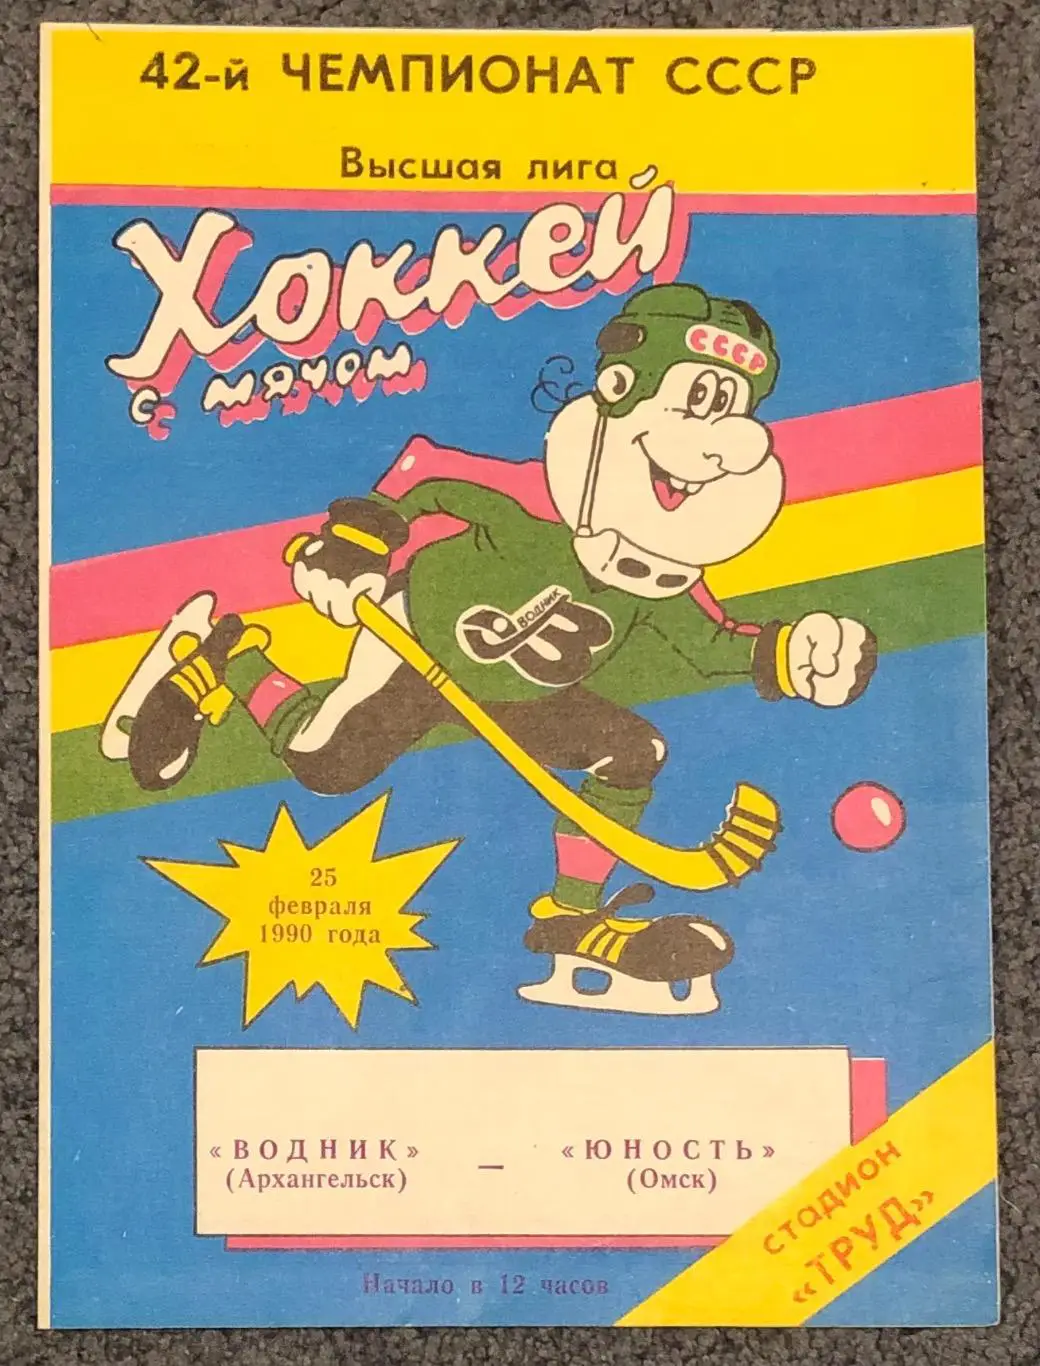 42-й ЧЕМПИОНАТ СССР
Высшая лига
Хоккей
с мячом
СССР
ВОДНИК
25
февраля
1990 года
«ВОДНИК» — «ЮНОСТЬ»
(Архангельск) (Омск)
стадион
«ТРУД»
Начало в 12 часов